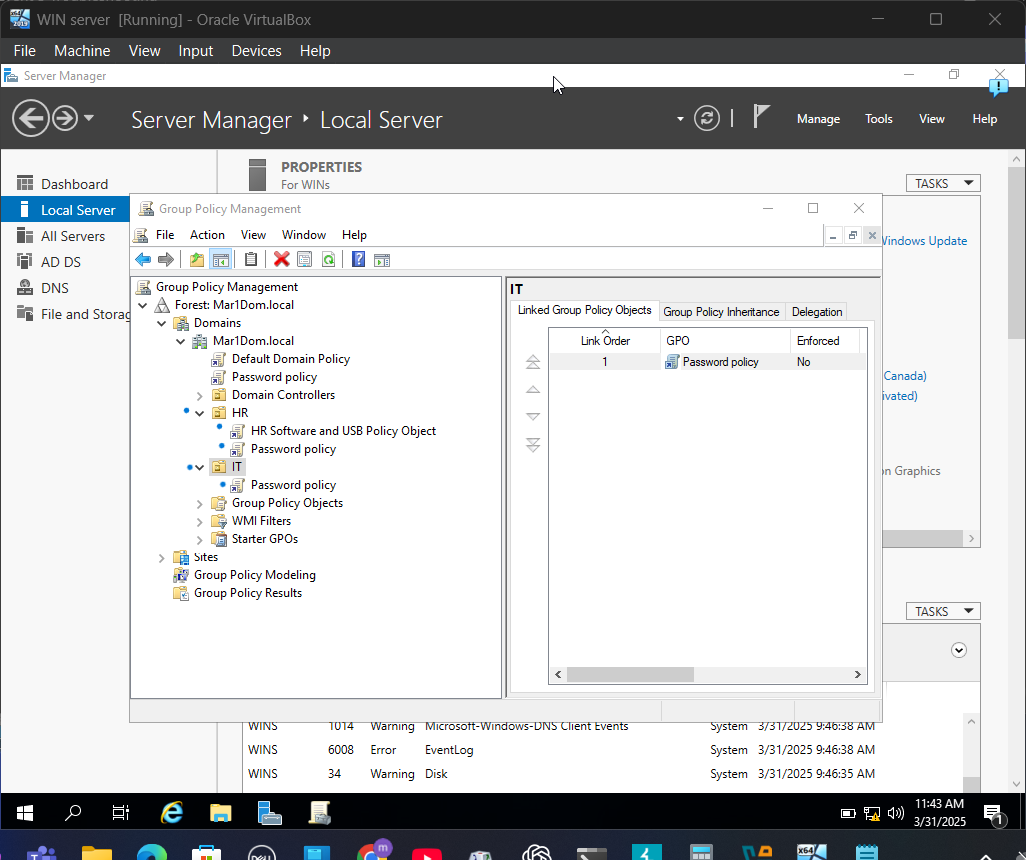 WIN server [Running] - Oracle VirtualBox
File Machine View Input Devices Help
Server Manager
Server Manager ‣ Local Server
Manage Tools View Help
Dashboard
Local Server
All Servers
AD DS
DNS
File and Storag
PROPERTIES
For WINs
TASKS
Windows Update
(Canada)
ivated)
on Graphics
Group Policy Management
File Action View Window Help
Group Policy Management
Forest: Mar1Dom.local
Domains
Mar1Dom.local
Default Domain Policy
Password policy
Domain Controllers
HR
HR Software and USB Policy Object
Password policy
IT
Password policy
Group Policy Objects
WMI Filters
Starter GPOs
Sites
Group Policy Modeling
Group Policy Results
IT
Linked Group Policy Objects Group Policy Inheritance Delegation
Link Order GPO Enforced
1 Password policy No
TASKS
WINS 1014 Warning Microsoft-Windows-DNS Client Events System 3/31/2025 9:46:38 AM
WINS 6008 Error EventLog System 3/31/2025 9:46:38 AM
WINS 34 Warning Disk System 3/31/2025 9:46:35 AM
11:43 AM
3/31/2025
1